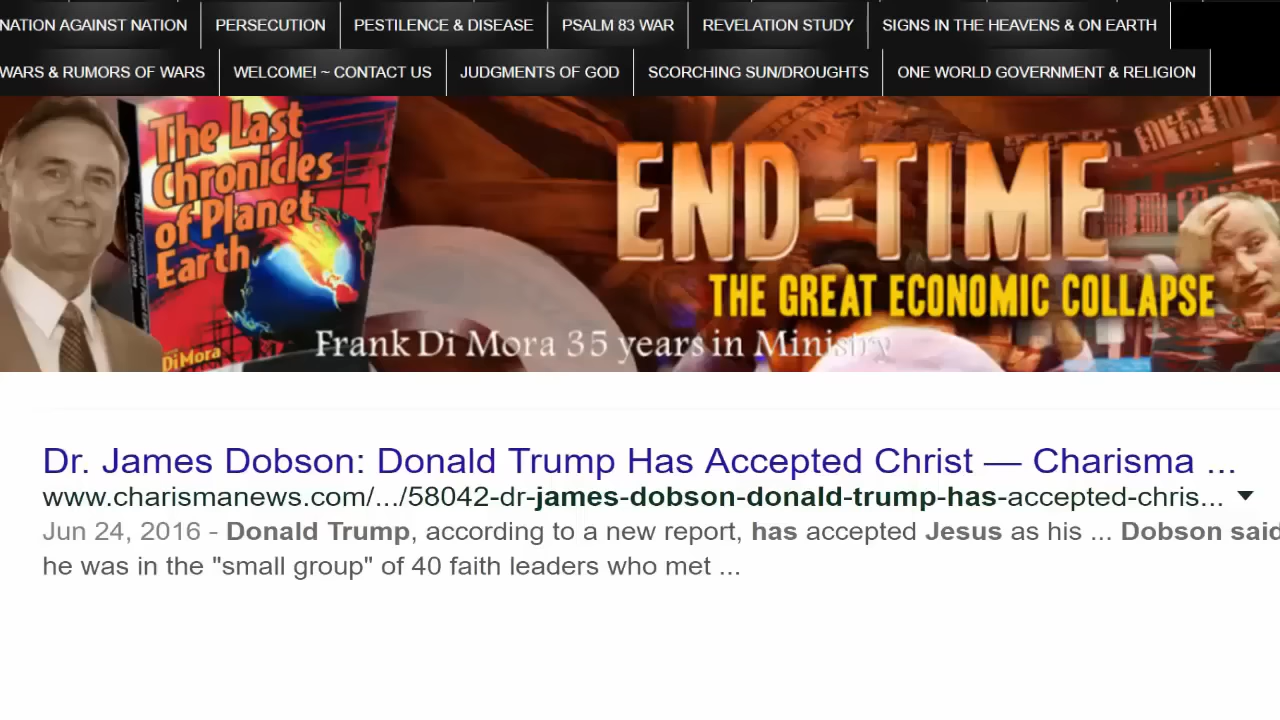 NATION AGAINST NATION PERSECUTION PESTILENCE & DISEASE PSALM 83 WAR REVELATION STUDY SIGNS IN THE HEAVENS & ON EARTH
WARS & RUMORS OF WARS WELCOME! ~ CONTACT US JUDGMENTS OF GOD SCORCHING SUN/DROUGHTS ONE WORLD GOVERNMENT & RELIGION
The Last
Chronicles
of Planet
Earth
DiMora
END-TIME
THE GREAT ECONOMIC COLLAPSE
Frank Di Mora 35 years in Ministry
Dr. James Dobson: Donald Trump Has Accepted Christ — Charisma ...
www.charismanews.com/.../58042-dr-james-dobson-donald-trump-has-accepted-chris...
Jun 24, 2016 - Donald Trump, according to a new report, has accepted Jesus as his ... Dobson said
he was in the "small group" of 40 faith leaders who met ...